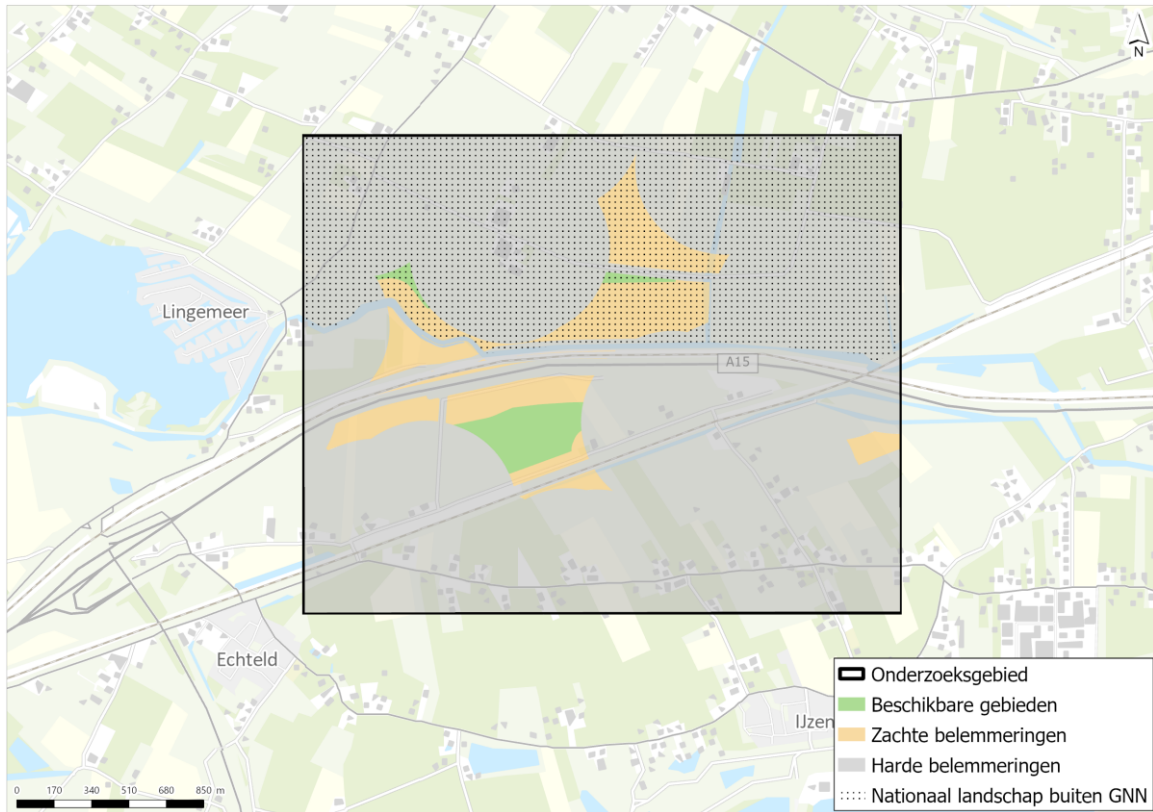 N
Lingemeer
A15
Echteld
IJzen
Onderzoeksgebied
Beschikbare gebieden
Zachte belemmeringen
Harde belemmeringen
Nationaal landschap buiten GNN
0 170 340 510 680 850 m